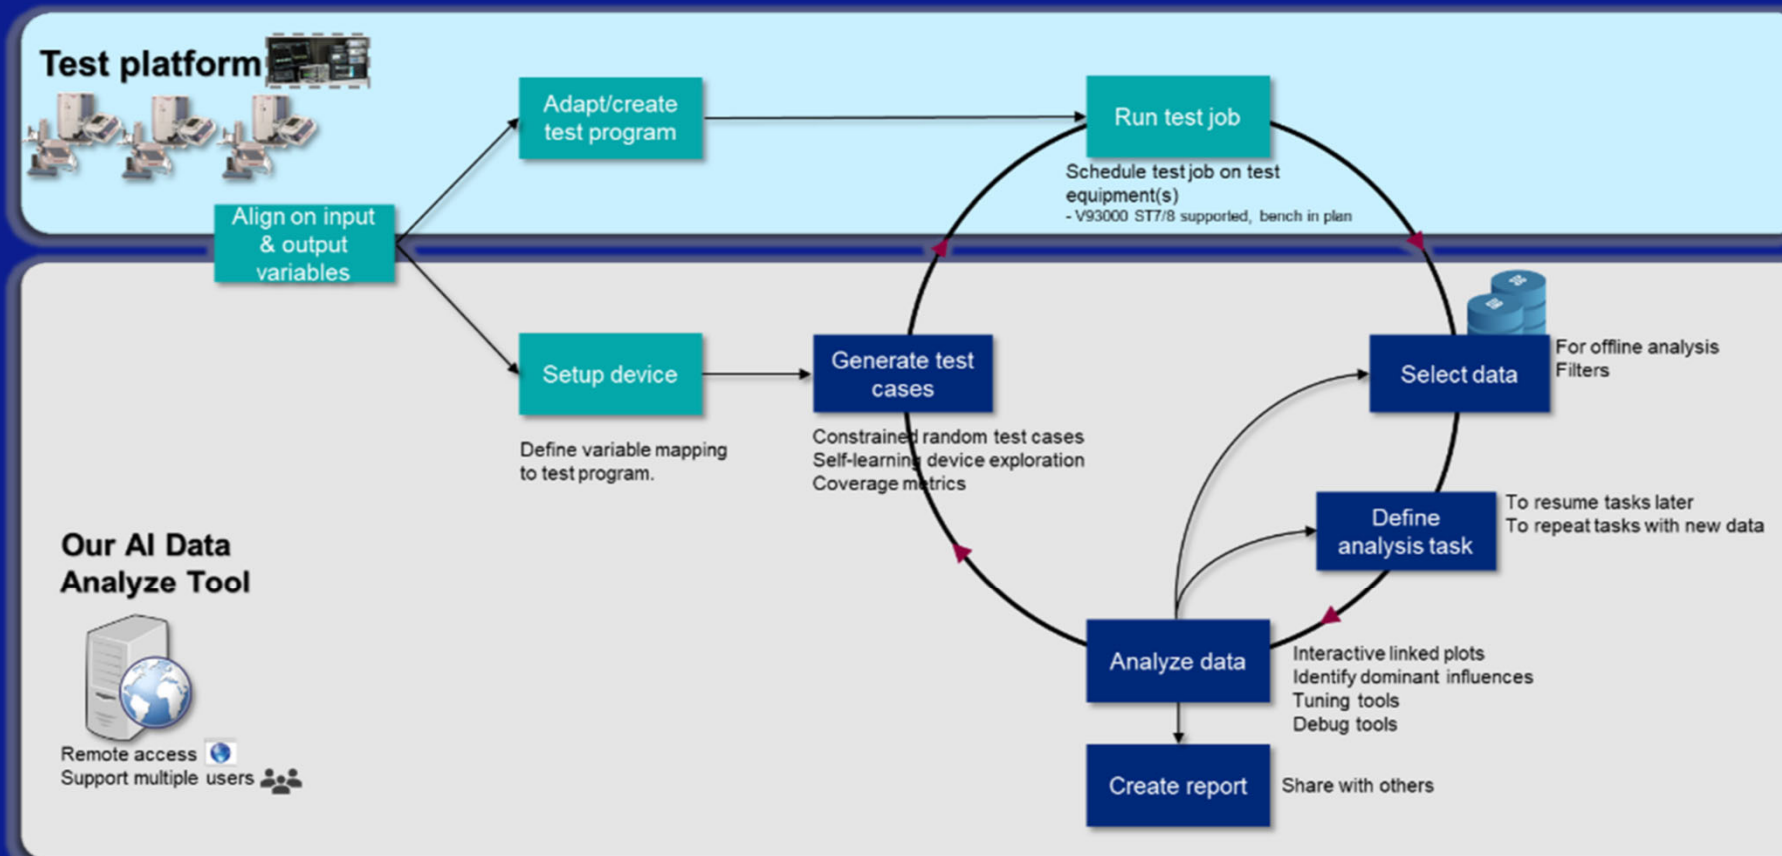 Test platform
Adapt/create
test program
Run test job
Schedule test job on test
equipment(s)
- V93000 ST7/8 supported, bench in plan
Align on input
& output
variables
Setup device
Define variable mapping
to test program.
Generate test
cases
Constrained random test cases
Self-learning device exploration
Coverage metrics
Select data
For offline analysis
Filters
Define
analysis task
To resume tasks later
To repeat tasks with new data
Our AI Data
Analyze Tool
Remote access
Support multiple users
Analyze data
Interactive linked plots
Identify dominant influences
Tuning tools
Debug tools
Create report
Share with others